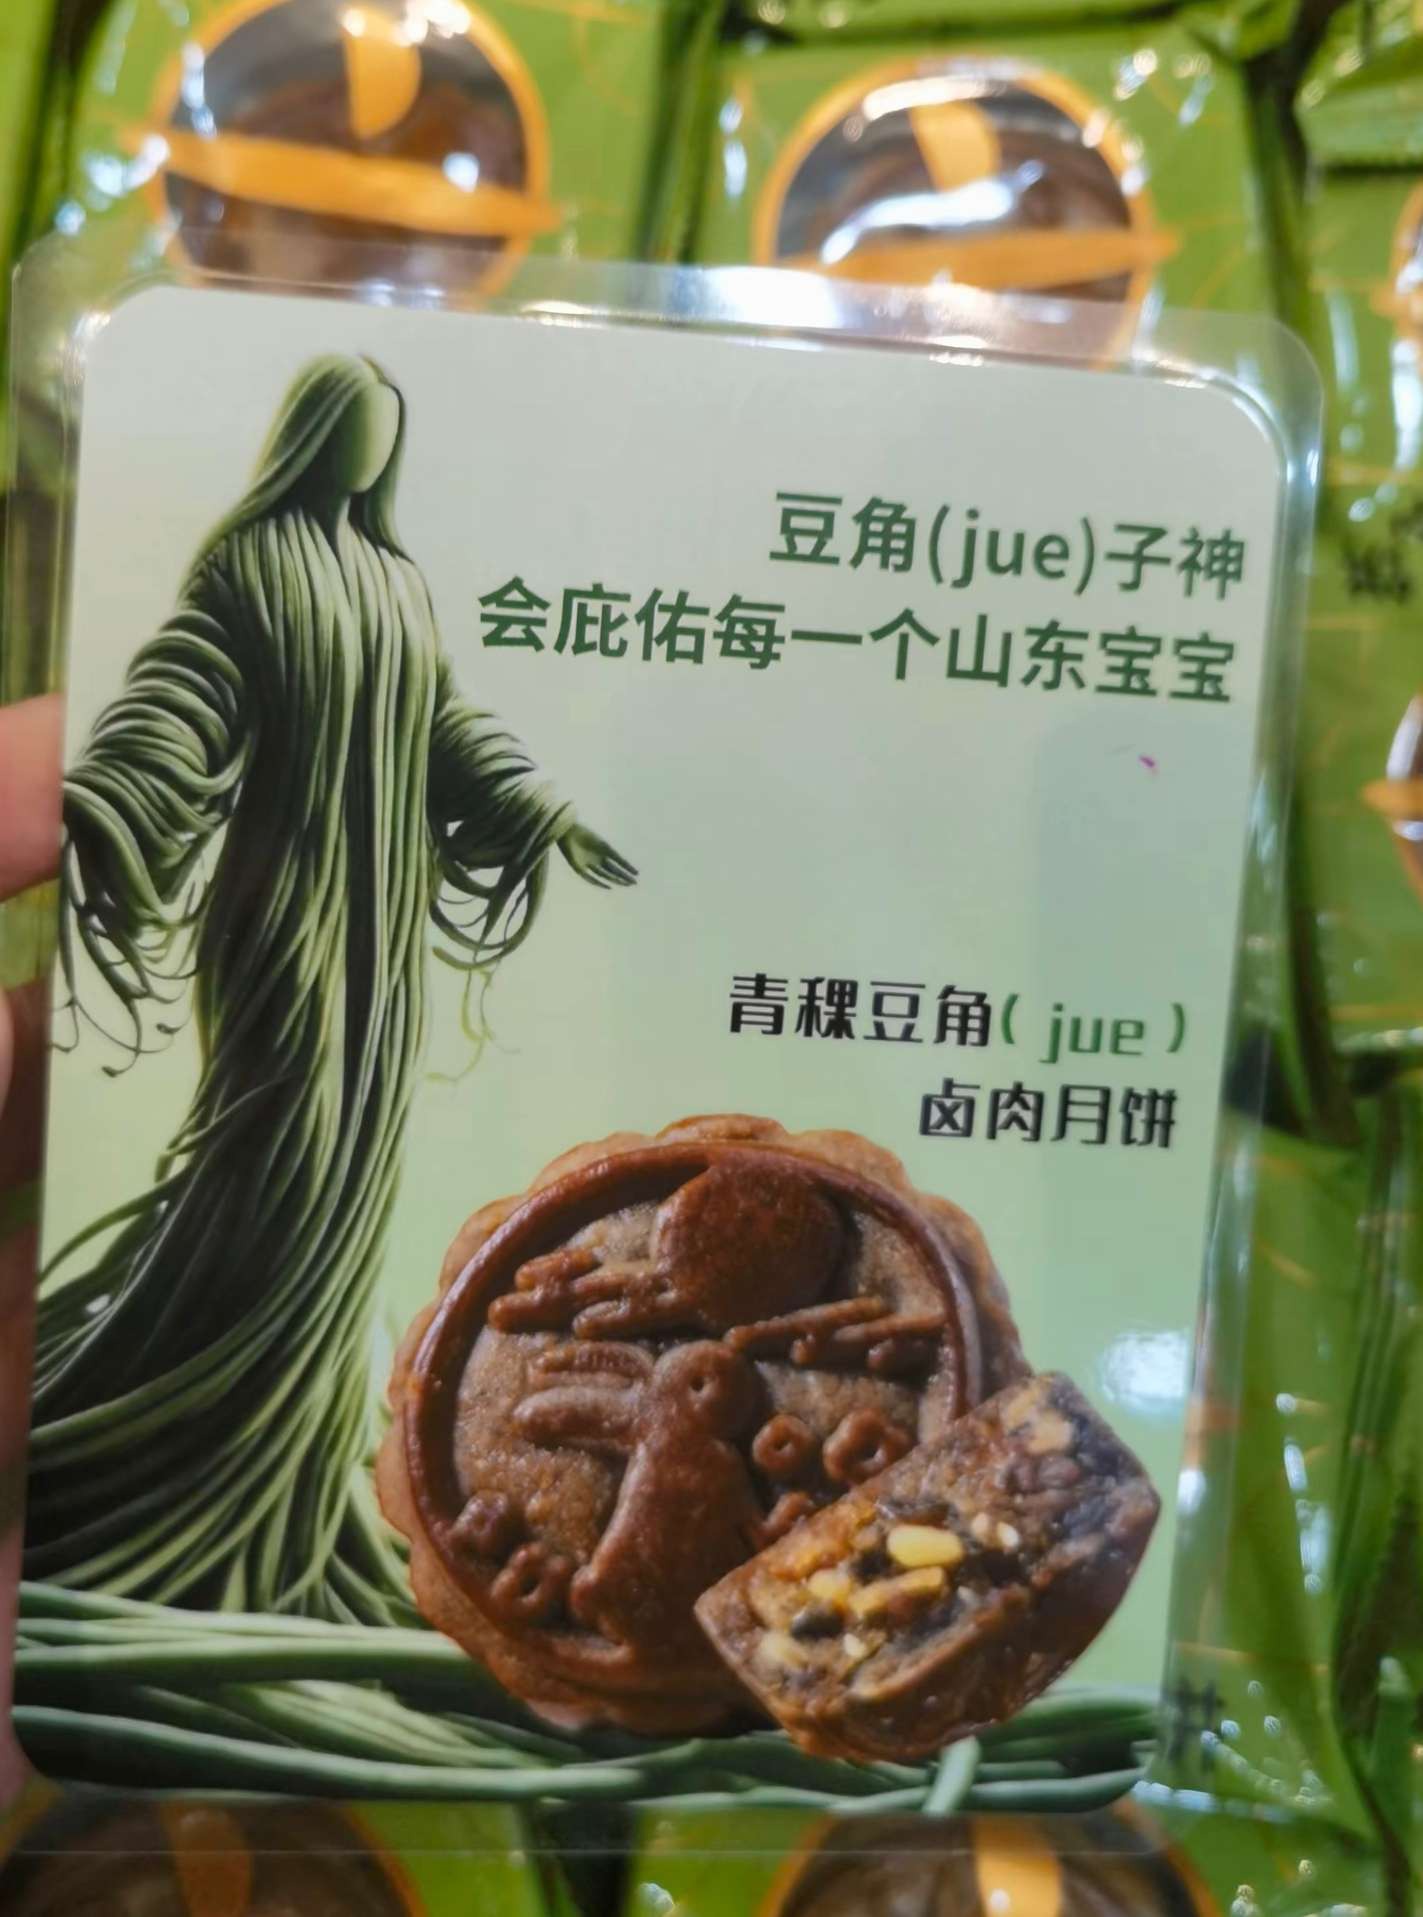 豆角(jue)子神
会庇佑每一个山东宝宝
青稞豆角( jue )
卤肉月饼